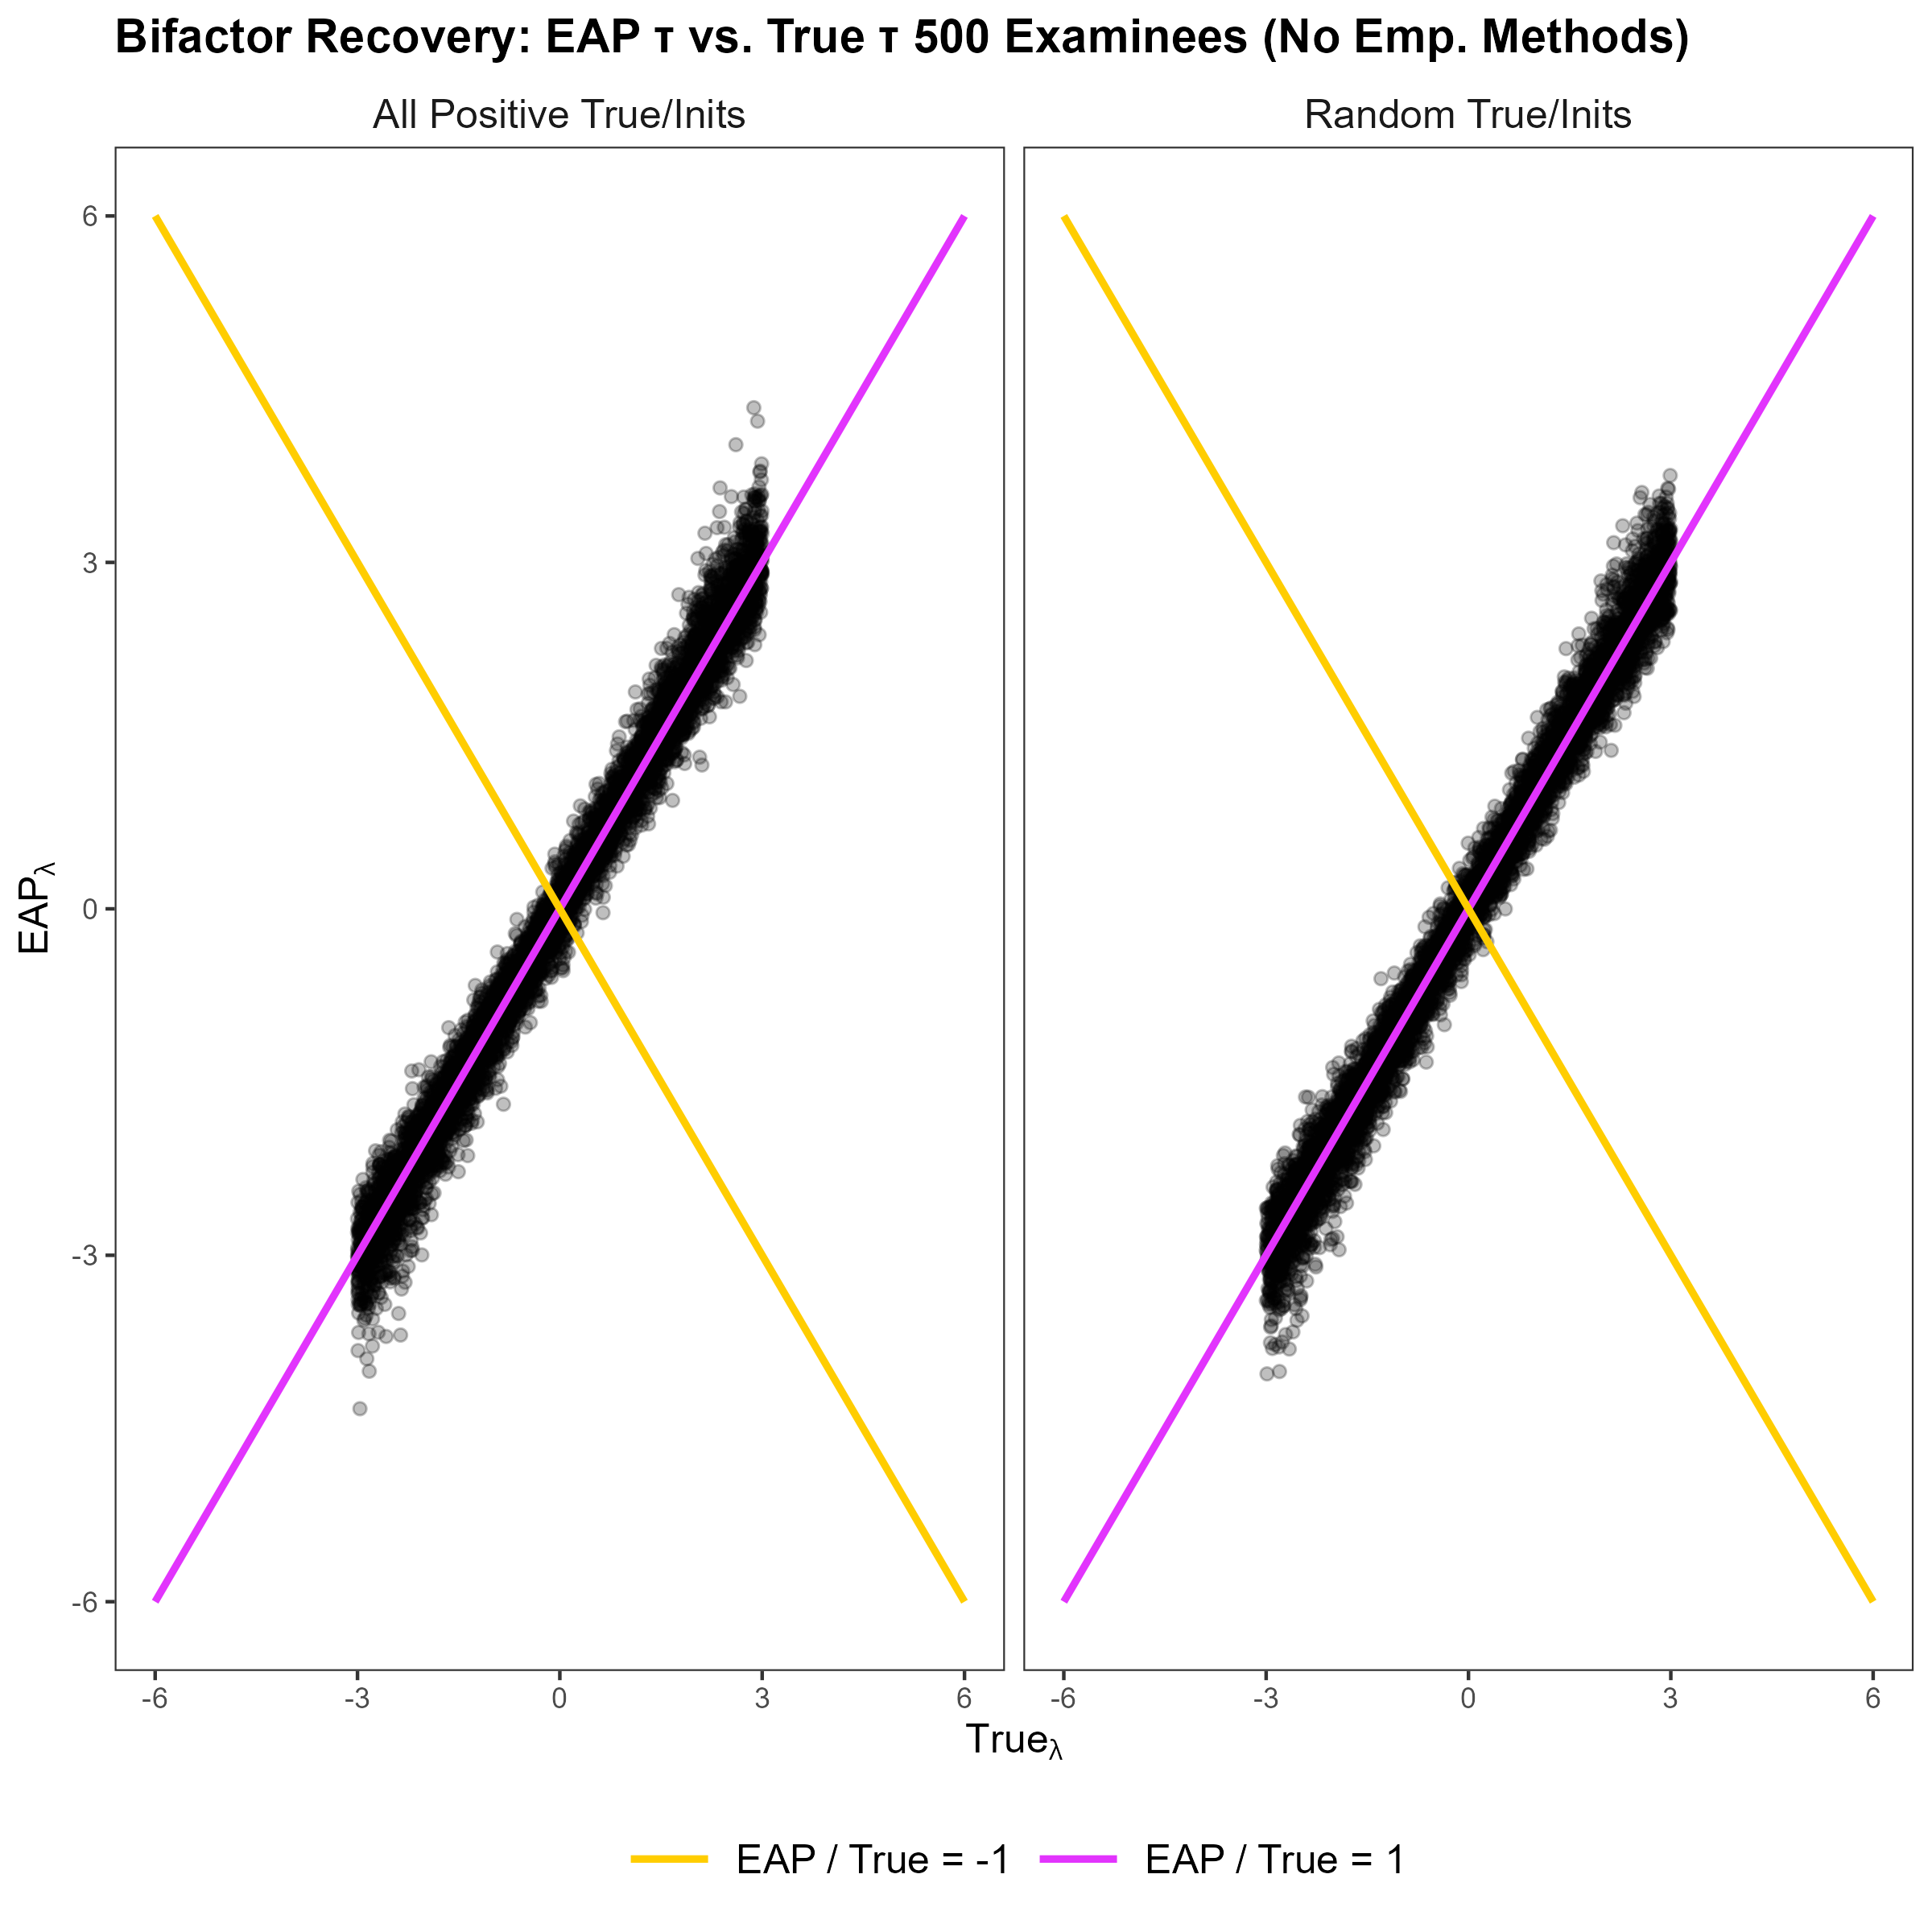 Bifactor Recovery: EAP τ vs. True τ 500 Examinees (No Emp. Methods)
All Positive True/Inits
Random True/Inits
6
3
0
-3
-6
EAPλ
-6 -3 0 3 6
-6 -3 0 3 6
Trueλ
EAP / True = -1
EAP / True = 1